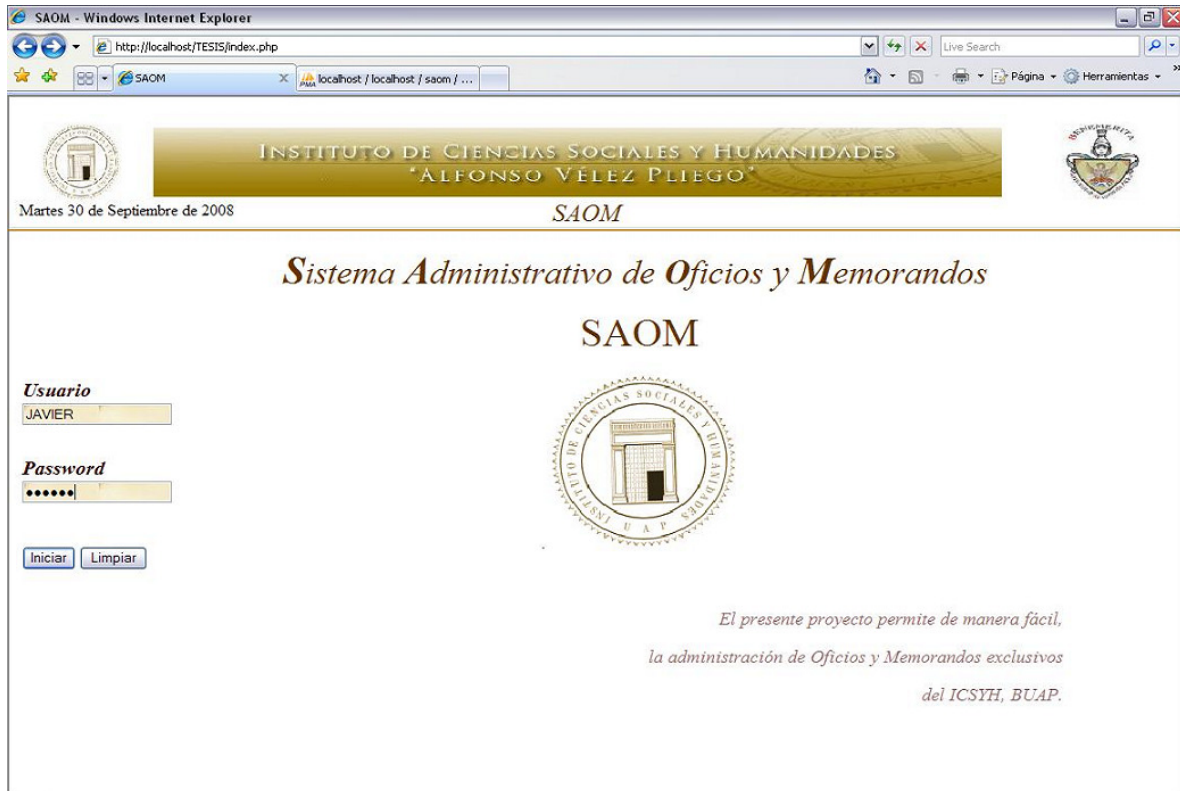 SAOM - Windows Internet Explorer
http://localhost/TESIS/index.php
Live Search
SAOM
localhost / localhost / saom / ...
Página
Herramientas
INSTITUTO DE CIENCIAS SOCIALES Y HUMANIDADES
"ALFONSO VÉLEZ PLIEGO"
BENEMERITA
Martes 30 de Septiembre de 2008
SAOM
Sistema Administrativo de Oficios y Memorandos
SAOM
Usuario
JAVIER
Password
••••••
Iniciar Limpiar
INSTITUTO DE CIENCIAS SOCIALES Y HUMANIDADES
U A P
El presente proyecto permite de manera fácil,
la administración de Oficios y Memorandos exclusivos
del ICSYH, BUAP.